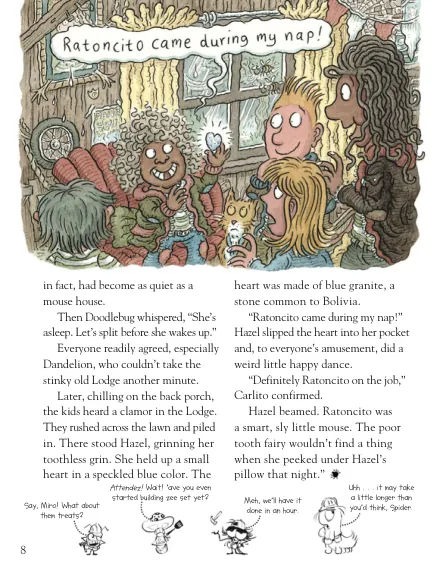 Ratoncito came during my nap!
in fact, had become as quiet as a
mouse house.
Then Doodlebug whispered, “She’s
asleep. Let’s split before she wakes up.”
Everyone readily agreed, especially
Dandelion, who couldn’t take the
stinky old Lodge another minute.
Later, chilling on the back porch,
the kids heard a clamor in the Lodge.
They rushed across the lawn and piled
in. There stood Hazel, grinning her
toothless grin. She held up a small
heart in a speckled blue color. The
heart was made of blue granite, a
stone common to Bolivia.
“Ratoncito came during my nap!”
Hazel slipped the heart into her pocket
and, to everyone’s amusement, did a
weird little happy dance.
“Definitely Ratoncito on the job,”
Carlito confirmed.
Hazel beamed. Ratoncito was
a smart, sly little mouse. The poor
tooth fairy wouldn’t find a thing
when she peeked under Hazel’s
pillow that night.”
Say, Miro! What about
them treats?
Attendez! Wait! ’ave you even
started building zee set yet?
Meh, we’ll have it
done in an hour.
Uhh . . . it may take
a little longer than
you’d think, Spider.
8